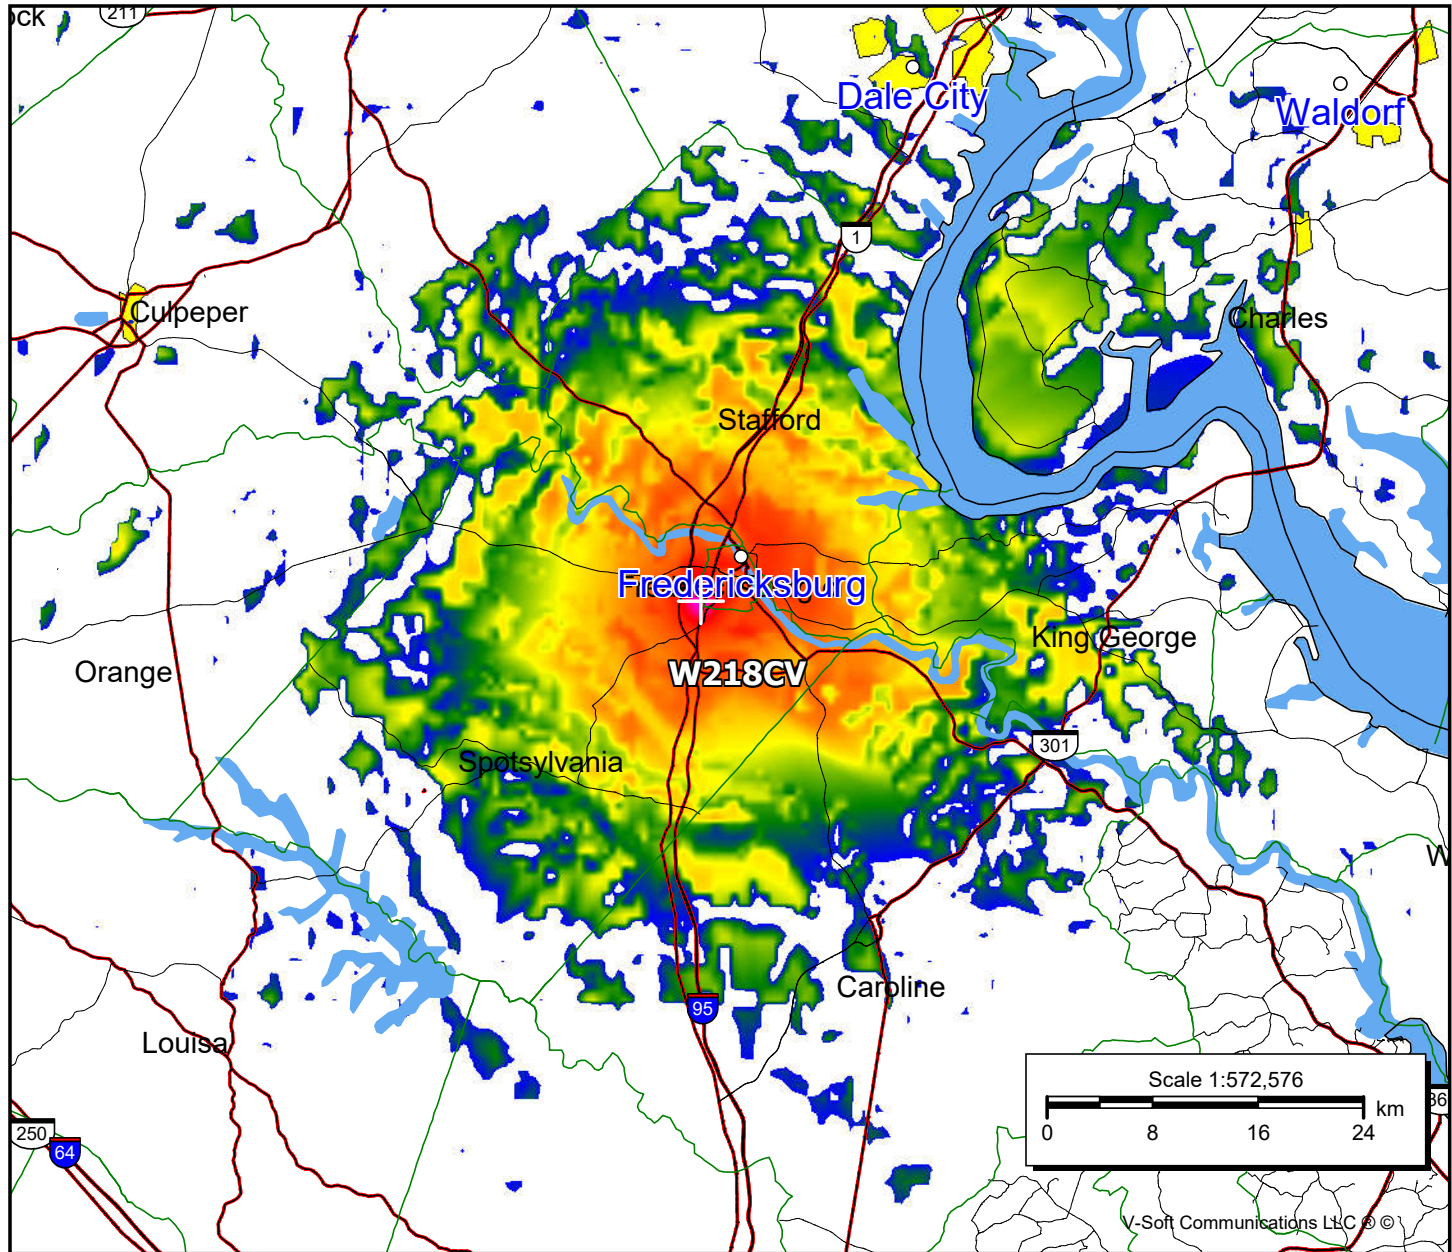 ock
211
Dale City
Waldorf
1
Culpeper
Charles
Stafford
Fredericksburg
King George
Orange
W218CV
301
Spotsylvania
W
Caroline
95
Louisa
Scale 1:572,576
km
0 8 16 24
36
250
64
V-Soft Communications LLC ® ©